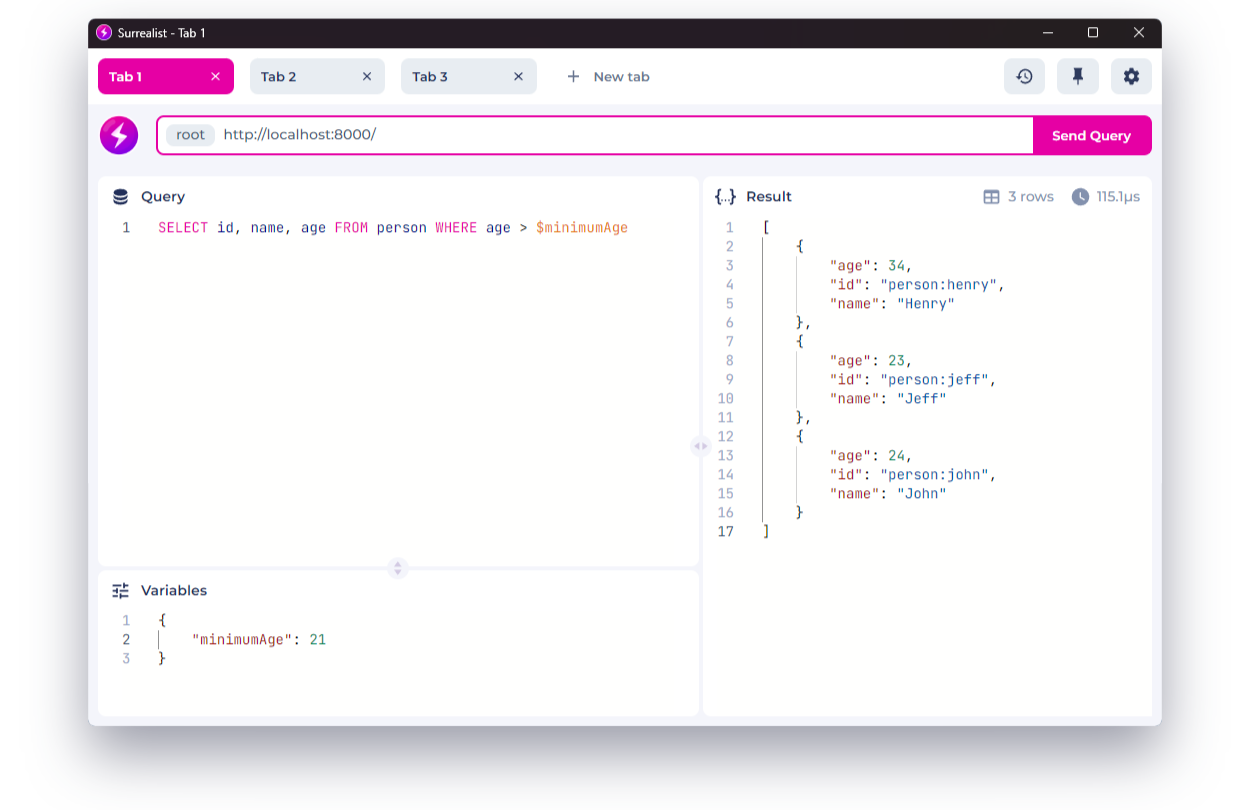 Surrealist - Tab 1
Tab 1 Tab 2 Tab 3 New tab
root http://localhost:8000/ Send Query
Query
1 SELECT id, name, age FROM person WHERE age > $minimumAge
Result 3 rows 115.1µs
1 [
2 {
3 "age": 34,
4 "id": "person:henry",
5 "name": "Henry"
6 },
7 {
8 "age": 23,
9 "id": "person:jeff",
10 "name": "Jeff"
11 },
12 {
13 "age": 24,
14 "id": "person:john",
15 "name": "John"
16 }
17 ]
Variables
1 {
2 "minimumAge": 21
3 }